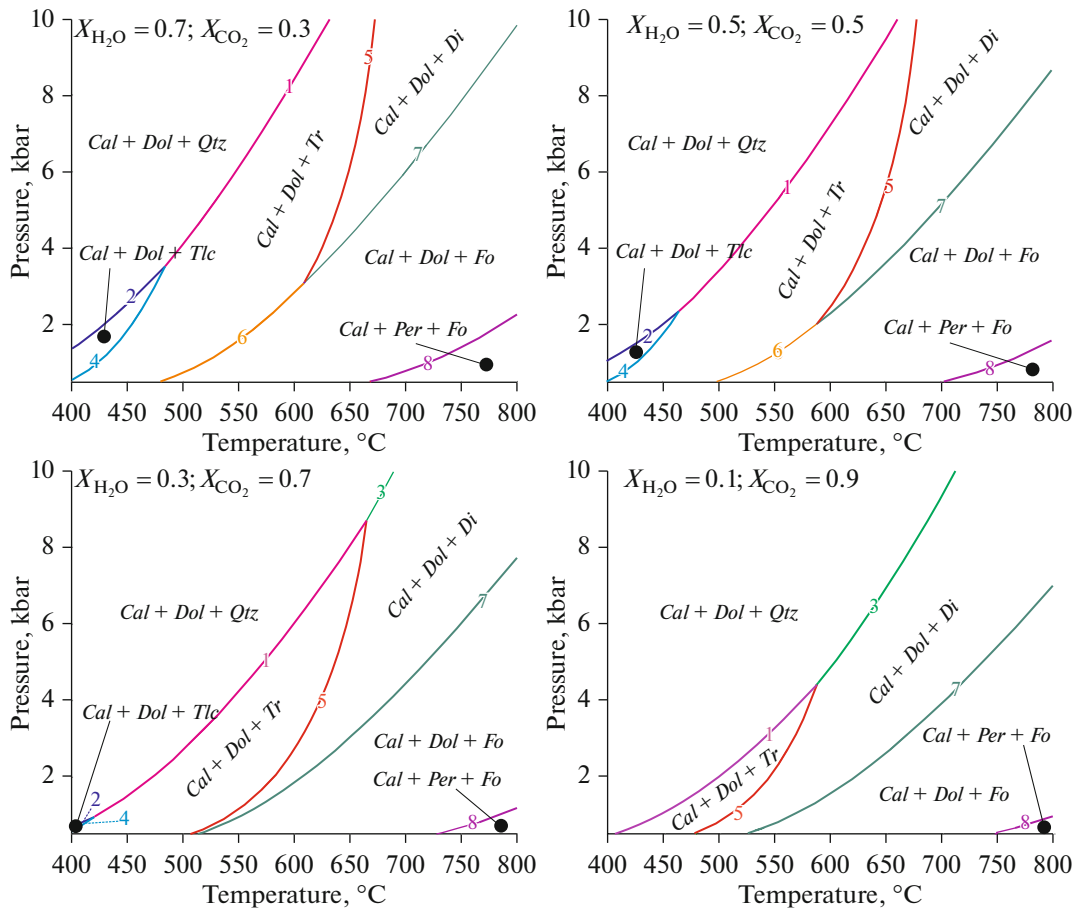 X_H₂O = 0.7; X_CO₂ = 0.3
Pressure, kbar
10
8
6
4
2
Cal + Dol + Qtz
Cal + Dol + Tr
Cal + Dol + Di
Cal + Dol + Tlc
Cal + Dol + Fo
Cal + Per + Fo
1
5
7
2
4
6
8
400 450 500 550 600 650 700 750 800
Temperature, °C
X_H₂O = 0.5; X_CO₂ = 0.5
Pressure, kbar
10
8
6
4
2
Cal + Dol + Qtz
Cal + Dol + Tr
Cal + Dol + Di
Cal + Dol + Tlc
Cal + Dol + Fo
Cal + Per + Fo
1
5
7
2
4
6
8
400 450 500 550 600 650 700 750 800
Temperature, °C
X_H₂O = 0.3; X_CO₂ = 0.7
Pressure, kbar
10
8
6
4
2
3
Cal + Dol + Qtz
Cal + Dol + Di
Cal + Dol + Tr
Cal + Dol + Tlc
Cal + Dol + Fo
Cal + Per + Fo
7
1
5
2
4
8
400 450 500 550 600 650 700 750 800
Temperature, °C
X_H₂O = 0.1; X_CO₂ = 0.9
Pressure, kbar
10
8
6
4
2
Cal + Dol + Qtz
3
Cal + Dol + Di
7
1
Cal + Dol + Tr
Cal + Per + Fo
Cal + Dol + Fo
5
8
400 450 500 550 600 650 700 750 800
Temperature, °C